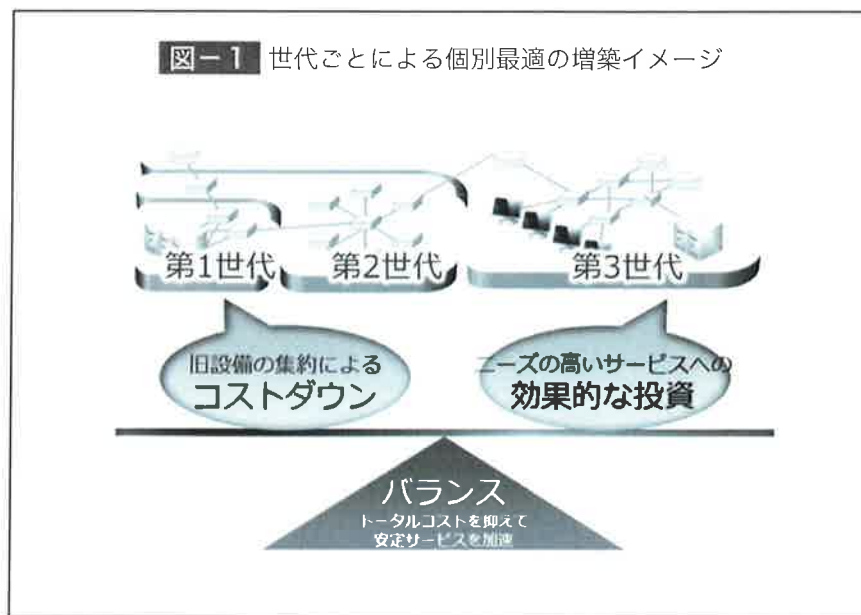 図－1 世代ごとによる個別最適の増築イメージ
第1世代
第2世代
第3世代
旧設備の集約による
コストダウン
ニーズの高いサービスへの
効果的な投資
バランス
トータルコストを抑えて
安定サービスを加速